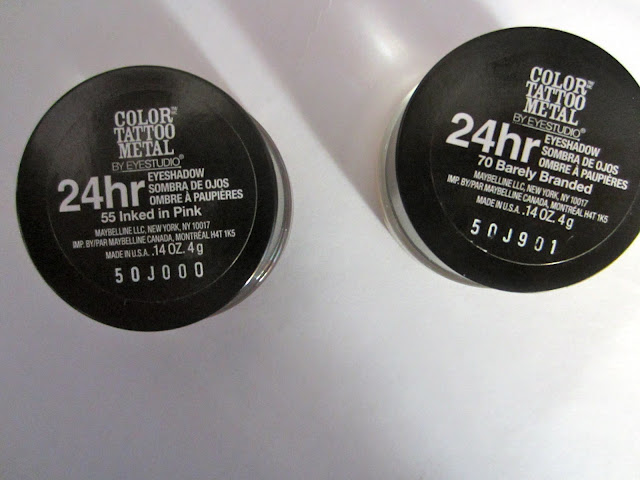 COLOR
TATTOO
METAL
BY EYESTUDIO®
24hr
EYESHADOW
SOMBRA DE OJOS
OMBRE À PAUPIÈRES
55 Inked in Pink
MAYBELLINE LLC, NEW YORK, NY 10017
IMP. BY/PAR MAYBELLINE CANADA, MONTRÉAL H4T 1K5
MADE IN U.S.A. .14 OZ. 4 g
50J000
COLOR
TATTOO
METAL
BY EYESTUDIO®
24hr
EYESHADOW
SOMBRA DE OJOS
OMBRE À PAUPIÈRES
70 Barely Branded
MAYBELLINE LLC, NEW YORK, NY 10017
IMP. BY/PAR MAYBELLINE CANADA, MONTRÉAL H4T 1K5
MADE IN U.S.A. .14 OZ. 4 g
50J901